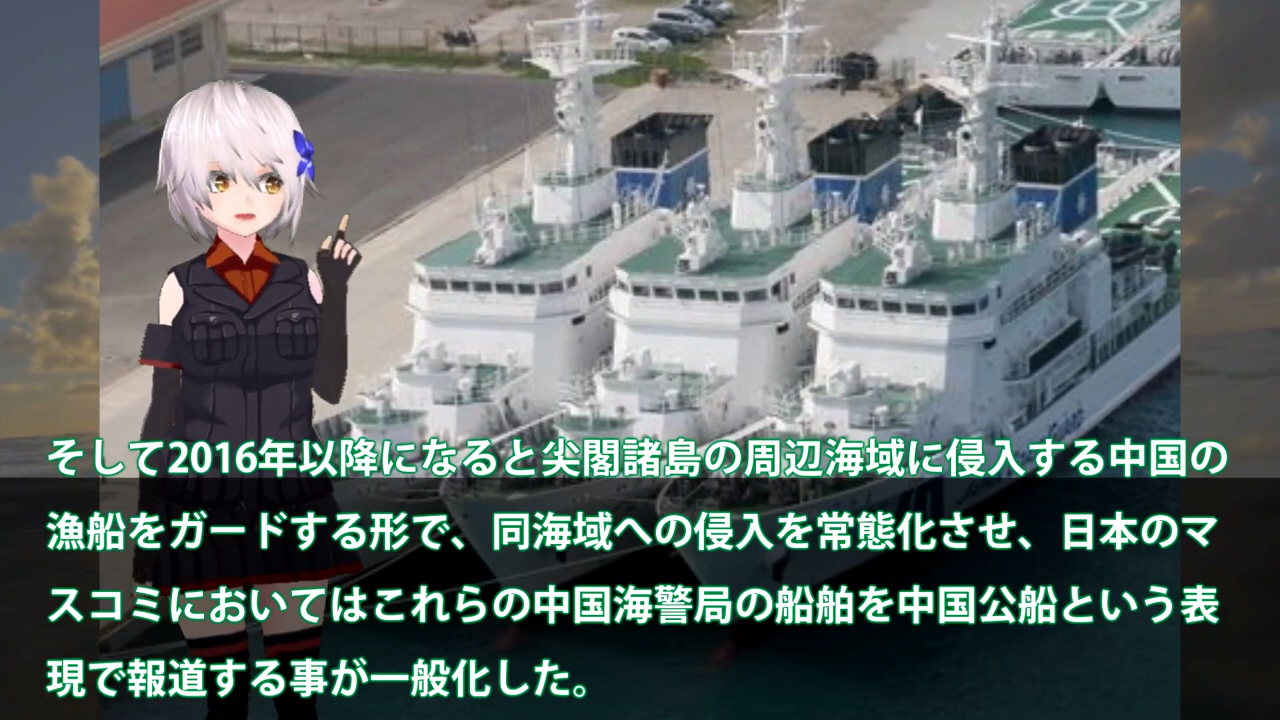 そして2016年以降になると尖閣諸島の周辺海域に侵入する中国の
漁船をガードする形で、同海域への侵入を常態化させ、日本のマ
スコミにおいてはこれらの中国海警局の船舶を中国公船という表
現で報道する事が一般化した。